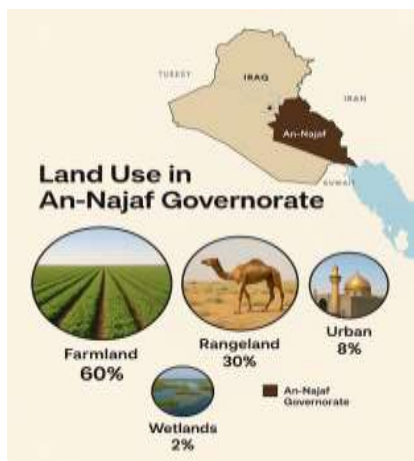 TURKEY
IRAQ
IRAN
An-Najaf
KUWAIT
Land Use in
An-Najaf Governorate
Farmland
60%
Rangeland
30%
Urban
8%
Wetlands
2%
An-Najaf
Governorate